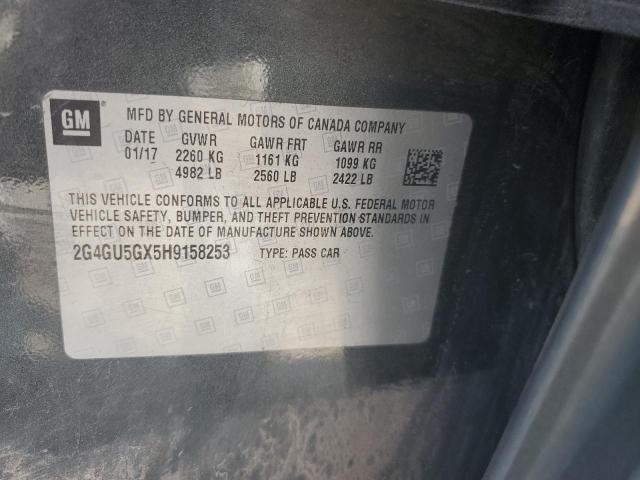 GM
MFD BY GENERAL MOTORS OF CANADA COMPANY
DATE GVWR GAWR FRT GAWR RR
01/17 2260 KG 1161 KG 1099 KG
4982 LB 2560 LB 2422 LB
THIS VEHICLE CONFORMS TO ALL APPLICABLE U.S. FEDERAL MOTOR
VEHICLE SAFETY, BUMPER, AND THEFT PREVENTION STANDARDS IN
EFFECT ON THE DATE OF MANUFACTURE SHOWN ABOVE.
2G4GU5GX5H9158253 TYPE: PASS CAR